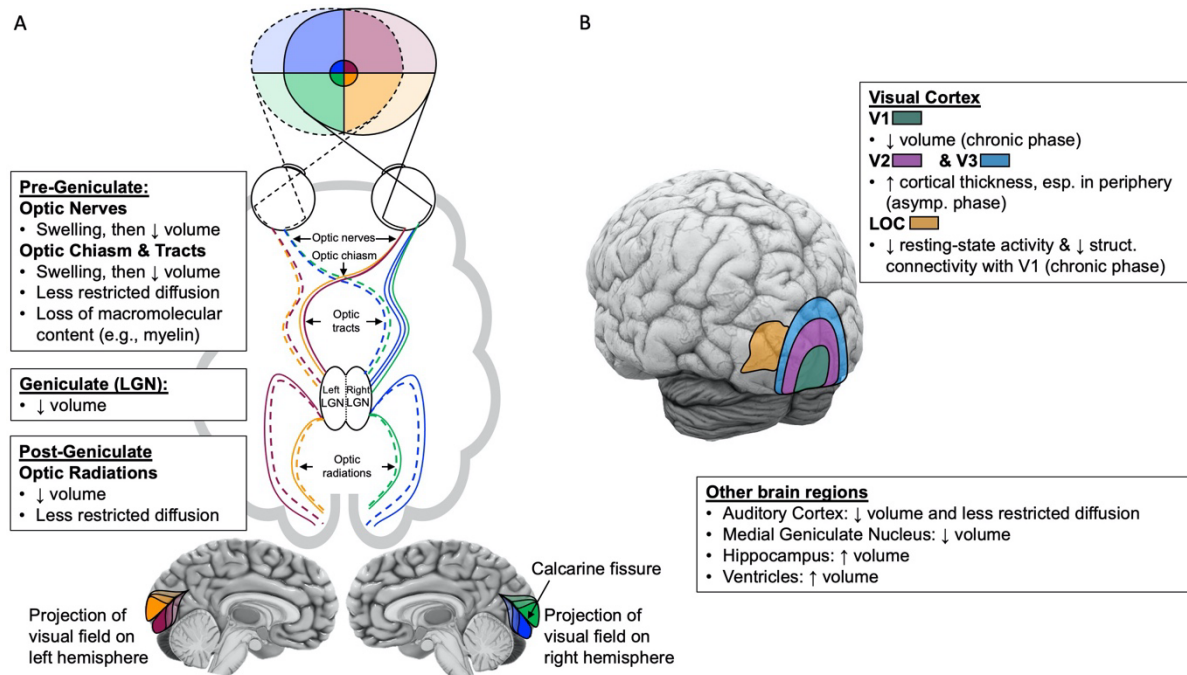 A
Pre-Geniculate:
Optic Nerves
• Swelling, then ↓ volume
Optic Chiasm & Tracts
• Swelling, then ↓ volume
• Less restricted diffusion
• Loss of macromolecular
content (e.g., myelin)
Geniculate (LGN):
• ↓ volume
Post-Geniculate
Optic Radiations
• ↓ volume
• Less restricted diffusion
Optic nerves
Optic chiasm
Optic
tracts
Left
LGN
Right
LGN
Optic
radiations
Projection of
visual field on
left hemisphere
Calcarine fissure
Projection of
visual field on
right hemisphere
B
Visual Cortex
V1
• ↓ volume (chronic phase)
V2 & V3
• ↑ cortical thickness, esp. in periphery
(asymp. phase)
LOC
• ↓ resting-state activity & ↓ struct.
connectivity with V1 (chronic phase)
Other brain regions
• Auditory Cortex: ↓ volume and less restricted diffusion
• Medial Geniculate Nucleus: ↓ volume
• Hippocampus: ↑ volume
• Ventricles: ↑ volume